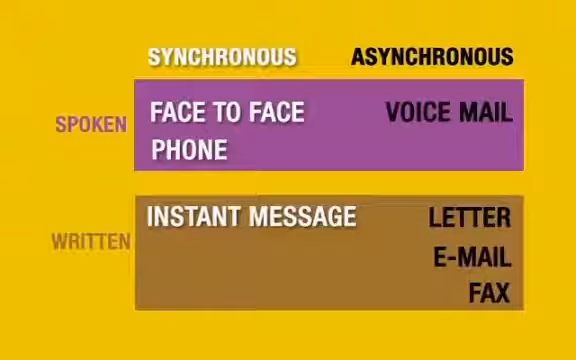 SYNCHRONOUS ASYNCHRONOUS
SPOKEN FACE TO FACE VOICE MAIL
PHONE
INSTANT MESSAGE LETTER
WRITTEN E-MAIL
FAX